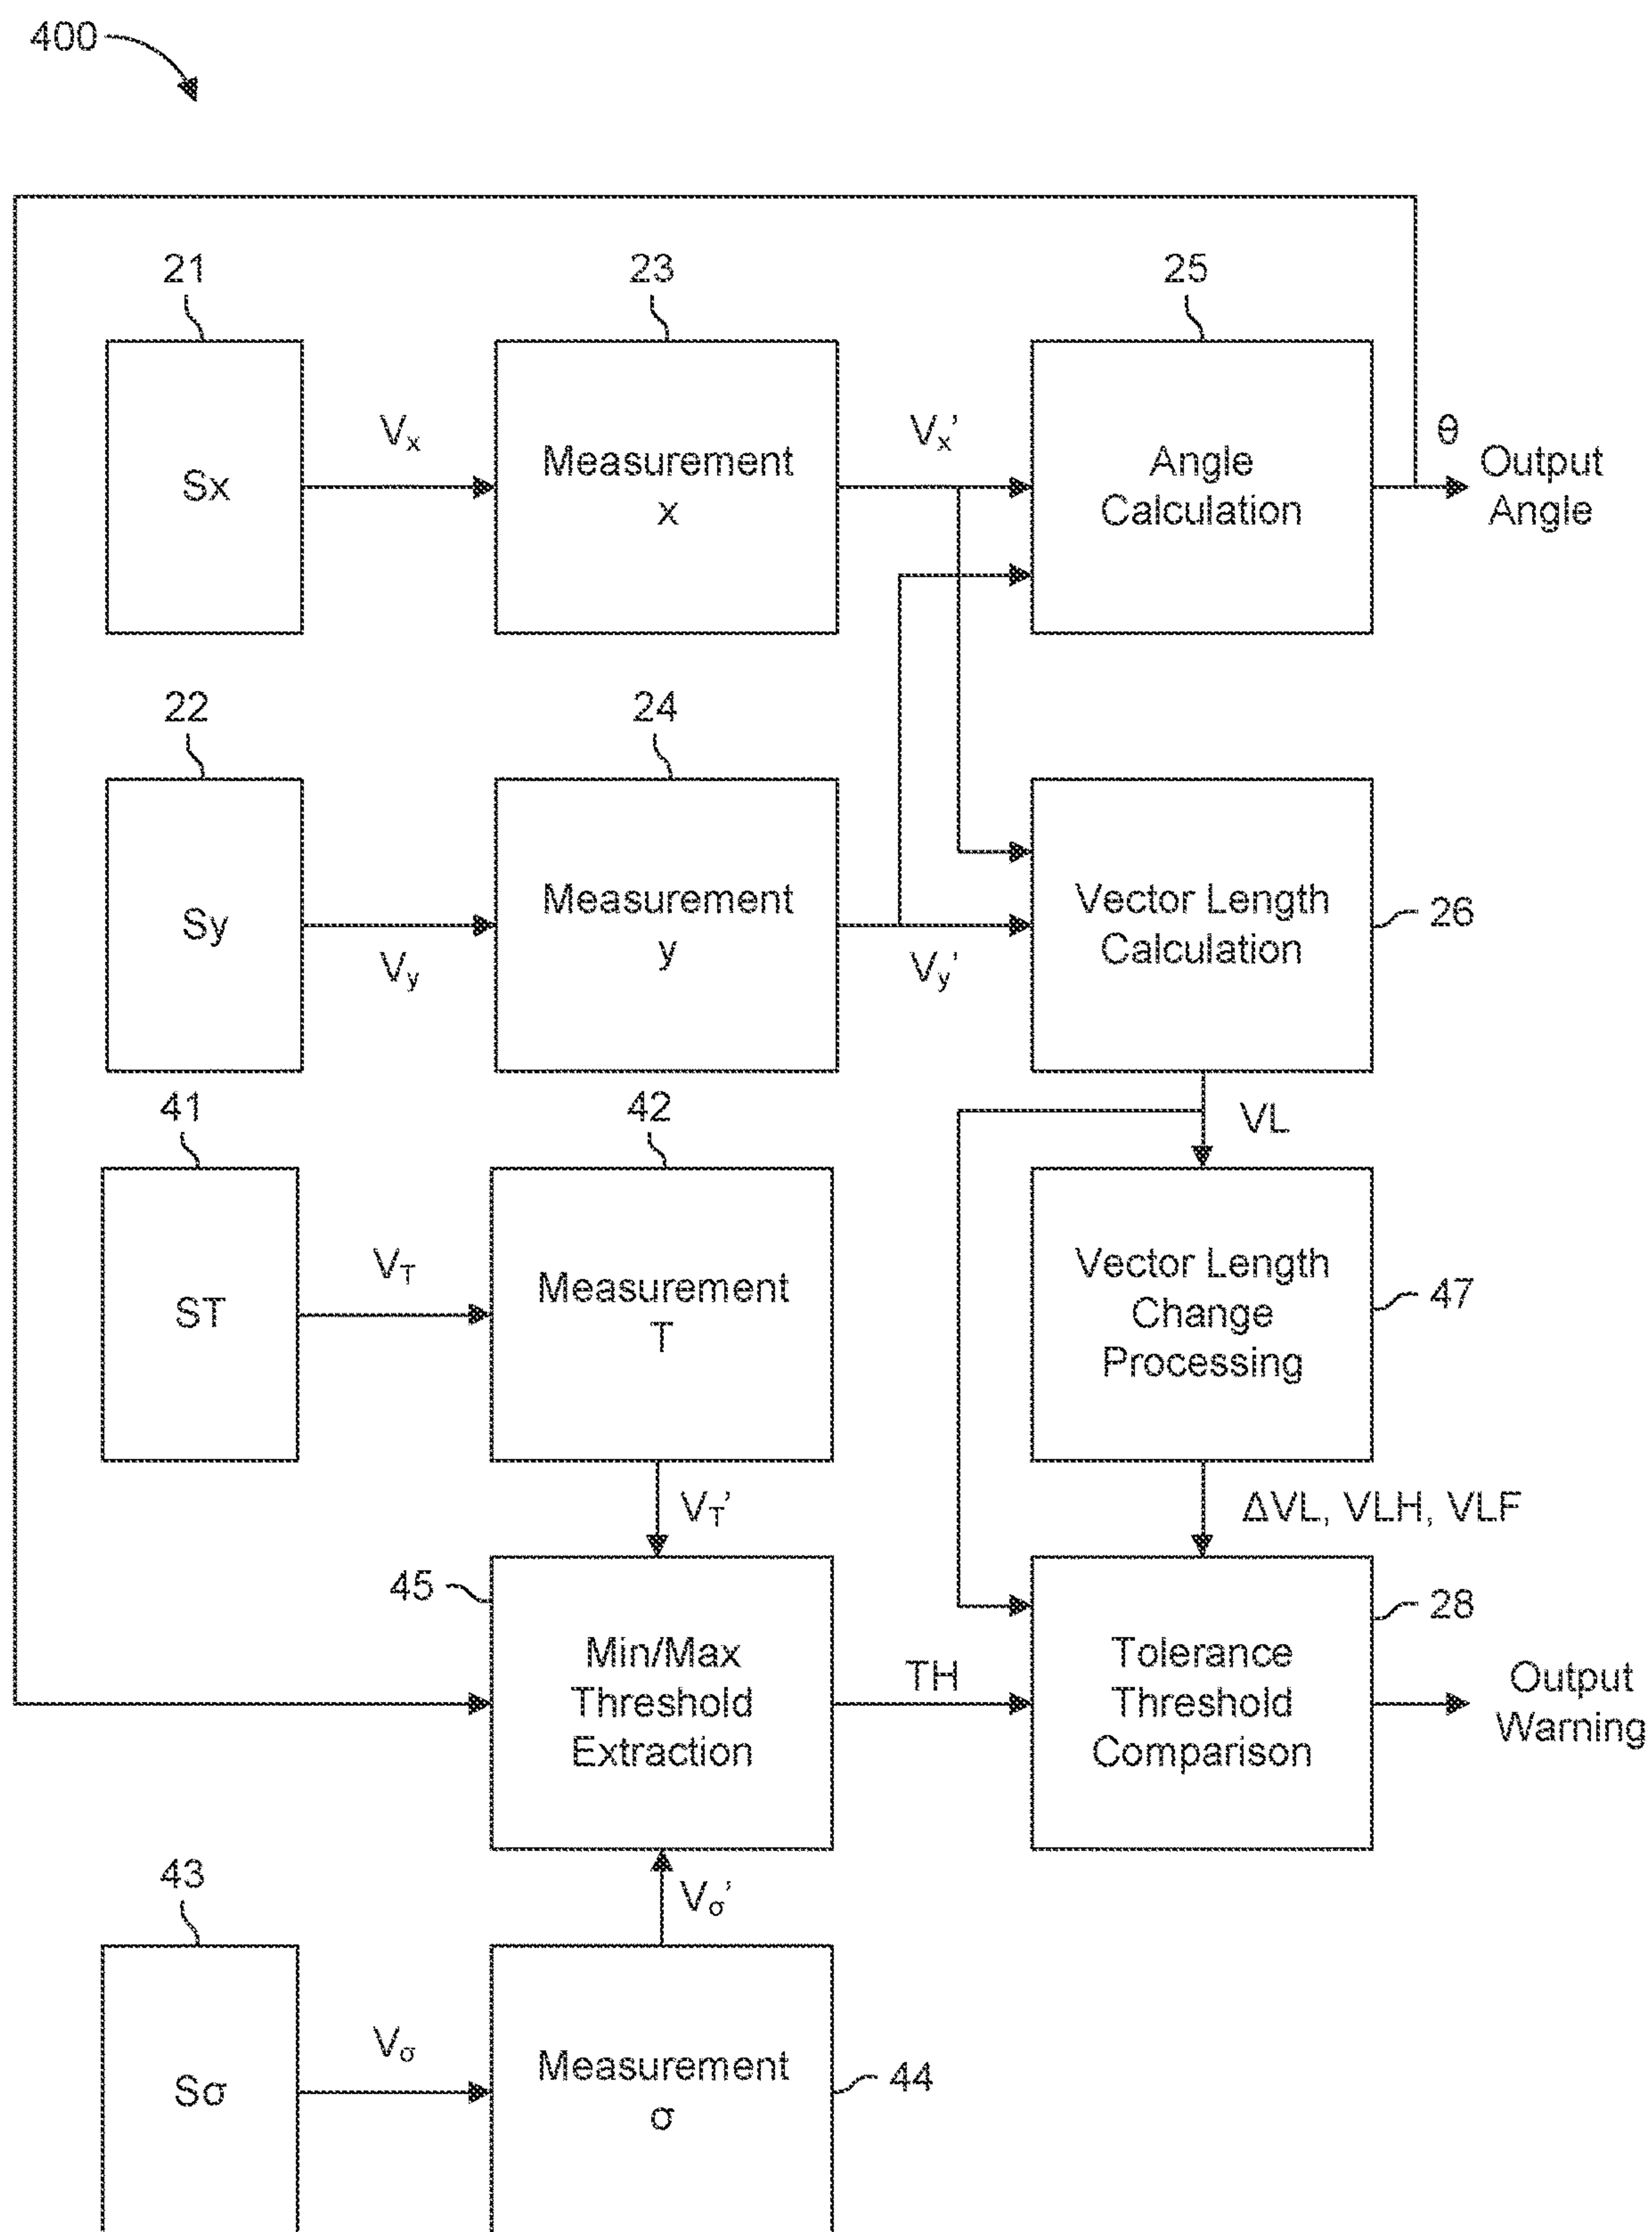 400
21
23
25
Sx
Vₓ
Measurement
x
Vₓ’
Angle
Calculation
θ
Output
Angle
22
24
Sy
Vy
Measurement
y
Vy’
Vector Length
Calculation
26
41
42
VL
ST
VT
Measurement
T
Vector Length
Change
Processing
47
VT’
ΔVL, VLH, VLF
45
Min/Max
Threshold
Extraction
TH
Tolerance
Threshold
Comparison
28
Output
Warning
43
Vσ’
Sσ
Vσ
Measurement
σ
44